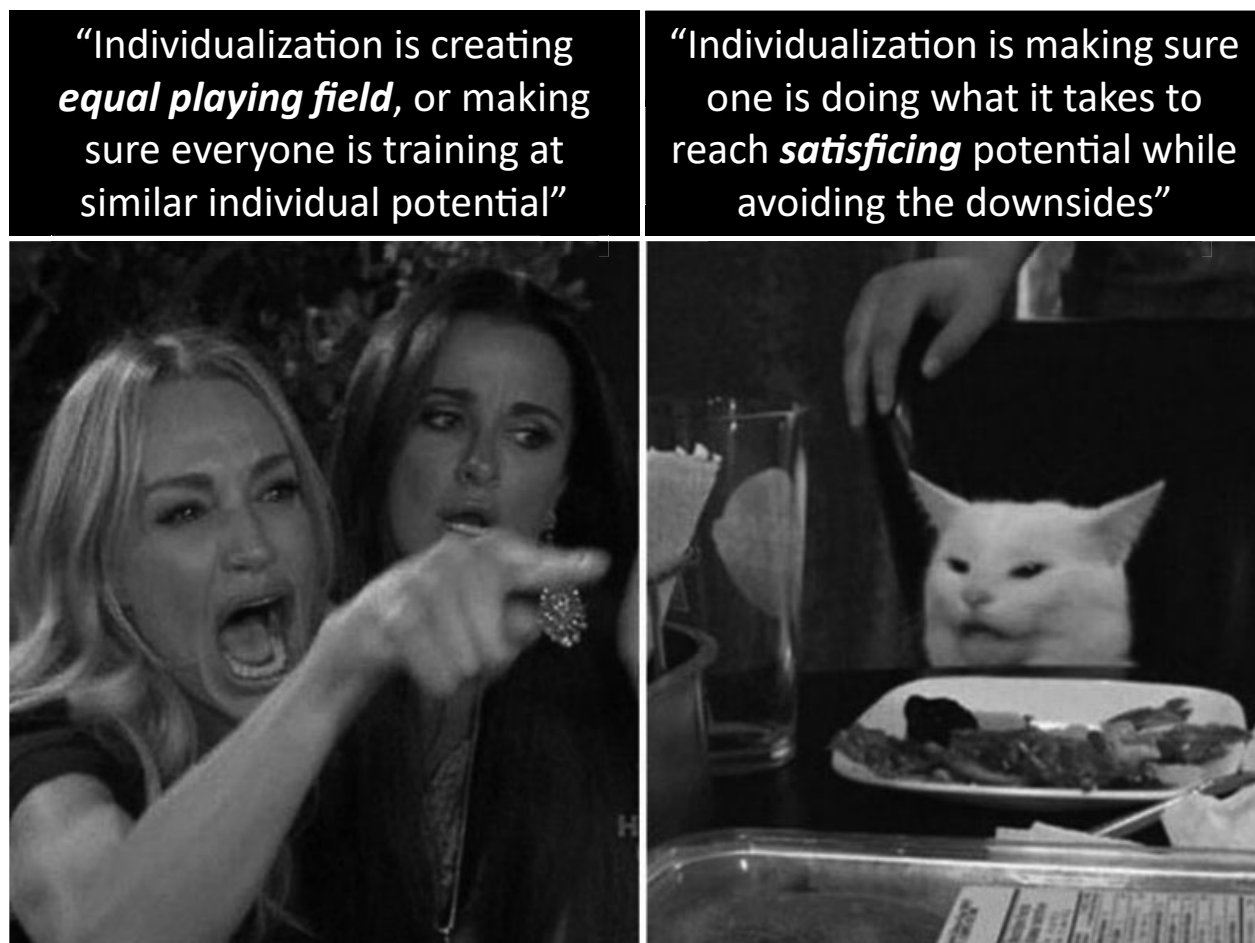 “Individualization is creating
equal playing field, or making
sure everyone is training at
similar individual potential”
“Individualization is making sure
one is doing what it takes to
reach satisficing potential while
avoiding the downsides”
H